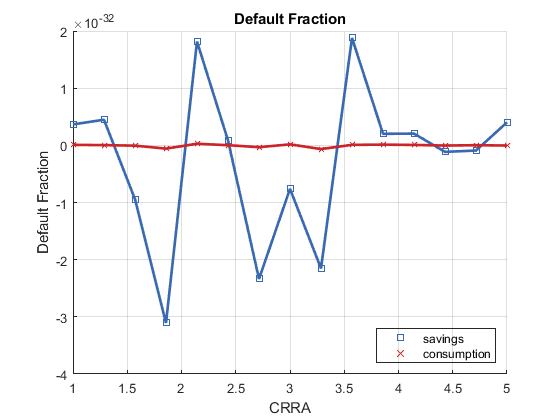 Default Fraction
×10-32
2
1
0
-1
-2
-3
-4
Default Fraction
1 1.5 2 2.5 3 3.5 4 4.5 5
CRRA
savings
consumption